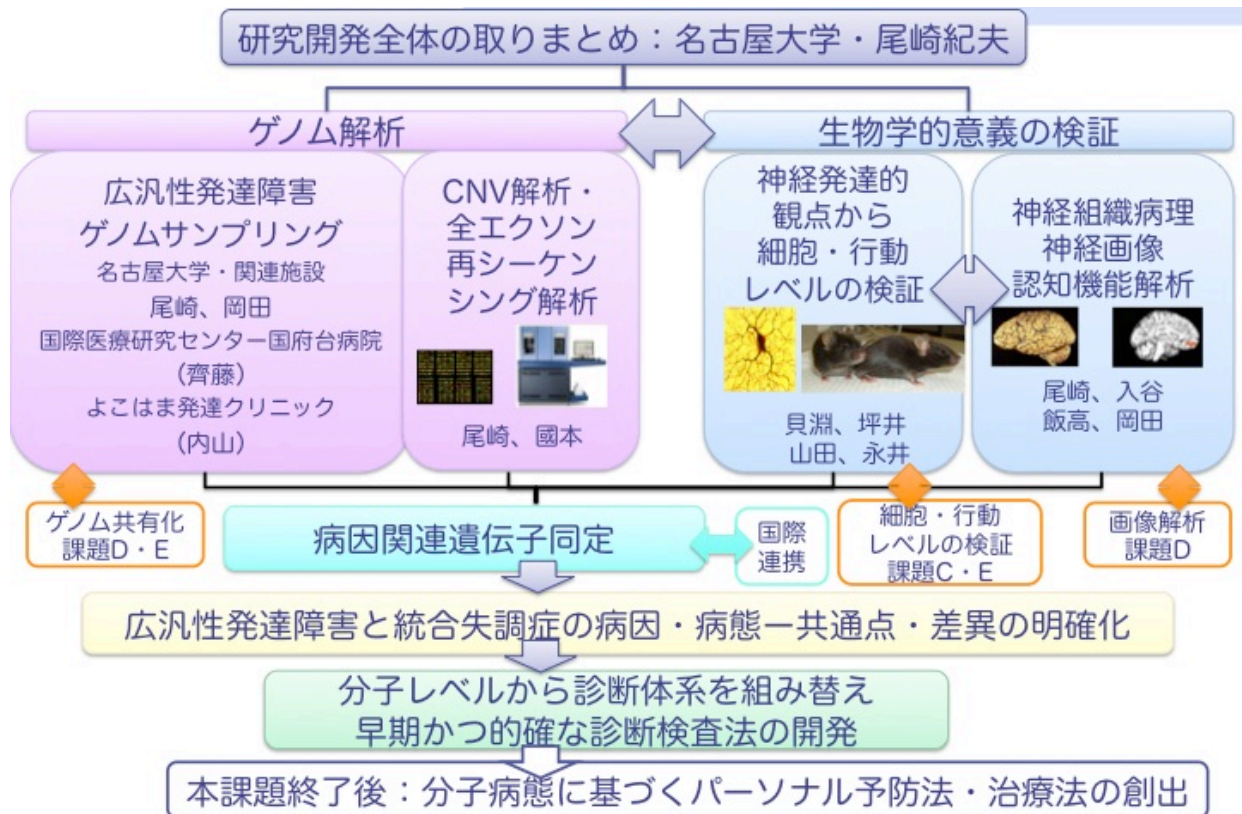 研究開発全体の取りまとめ：名古屋大学・尾崎紀夫
ゲノム解析
生物学的意義の検証
広汎性発達障害
ゲノムサンプリング
名古屋大学・関連施設
尾崎、岡田
国際医療研究センター国府台病院
（齊藤）
よこはま発達クリニック
（内山）
CNV解析・
全エクソン
再シーケン
シング解析
尾崎、國本
神経発達的
観点から
細胞・行動
レベルの検証
貝淵、坪井
山田、永井
神経組織病理
神経画像
認知機能解析
尾崎、入谷
飯高、岡田
ゲノム共有化
課題D・E
病因関連遺伝子同定
国際
連携
細胞・行動
レベルの検証
課題C・E
画像解析
課題D
広汎性発達障害と統合失調症の病因・病態ー共通点・差異の明確化
分子レベルから診断体系を組み替え
早期かつ的確な診断検査法の開発
本課題終了後：分子病態に基づくパーソナル予防法・治療法の創出